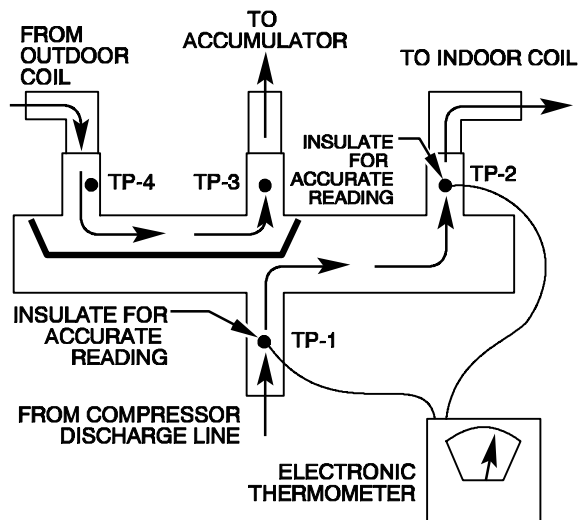 FROM
OUTDOOR
COIL
TO
ACCUMULATOR
TO INDOOR COIL
INSULATE
FOR
ACCURATE
READING
TP-4
TP-3
TP-2
INSULATE FOR
ACCURATE
READING
TP-1
FROM COMPRESSOR
DISCHARGE LINE
ELECTRONIC
THERMOMETER